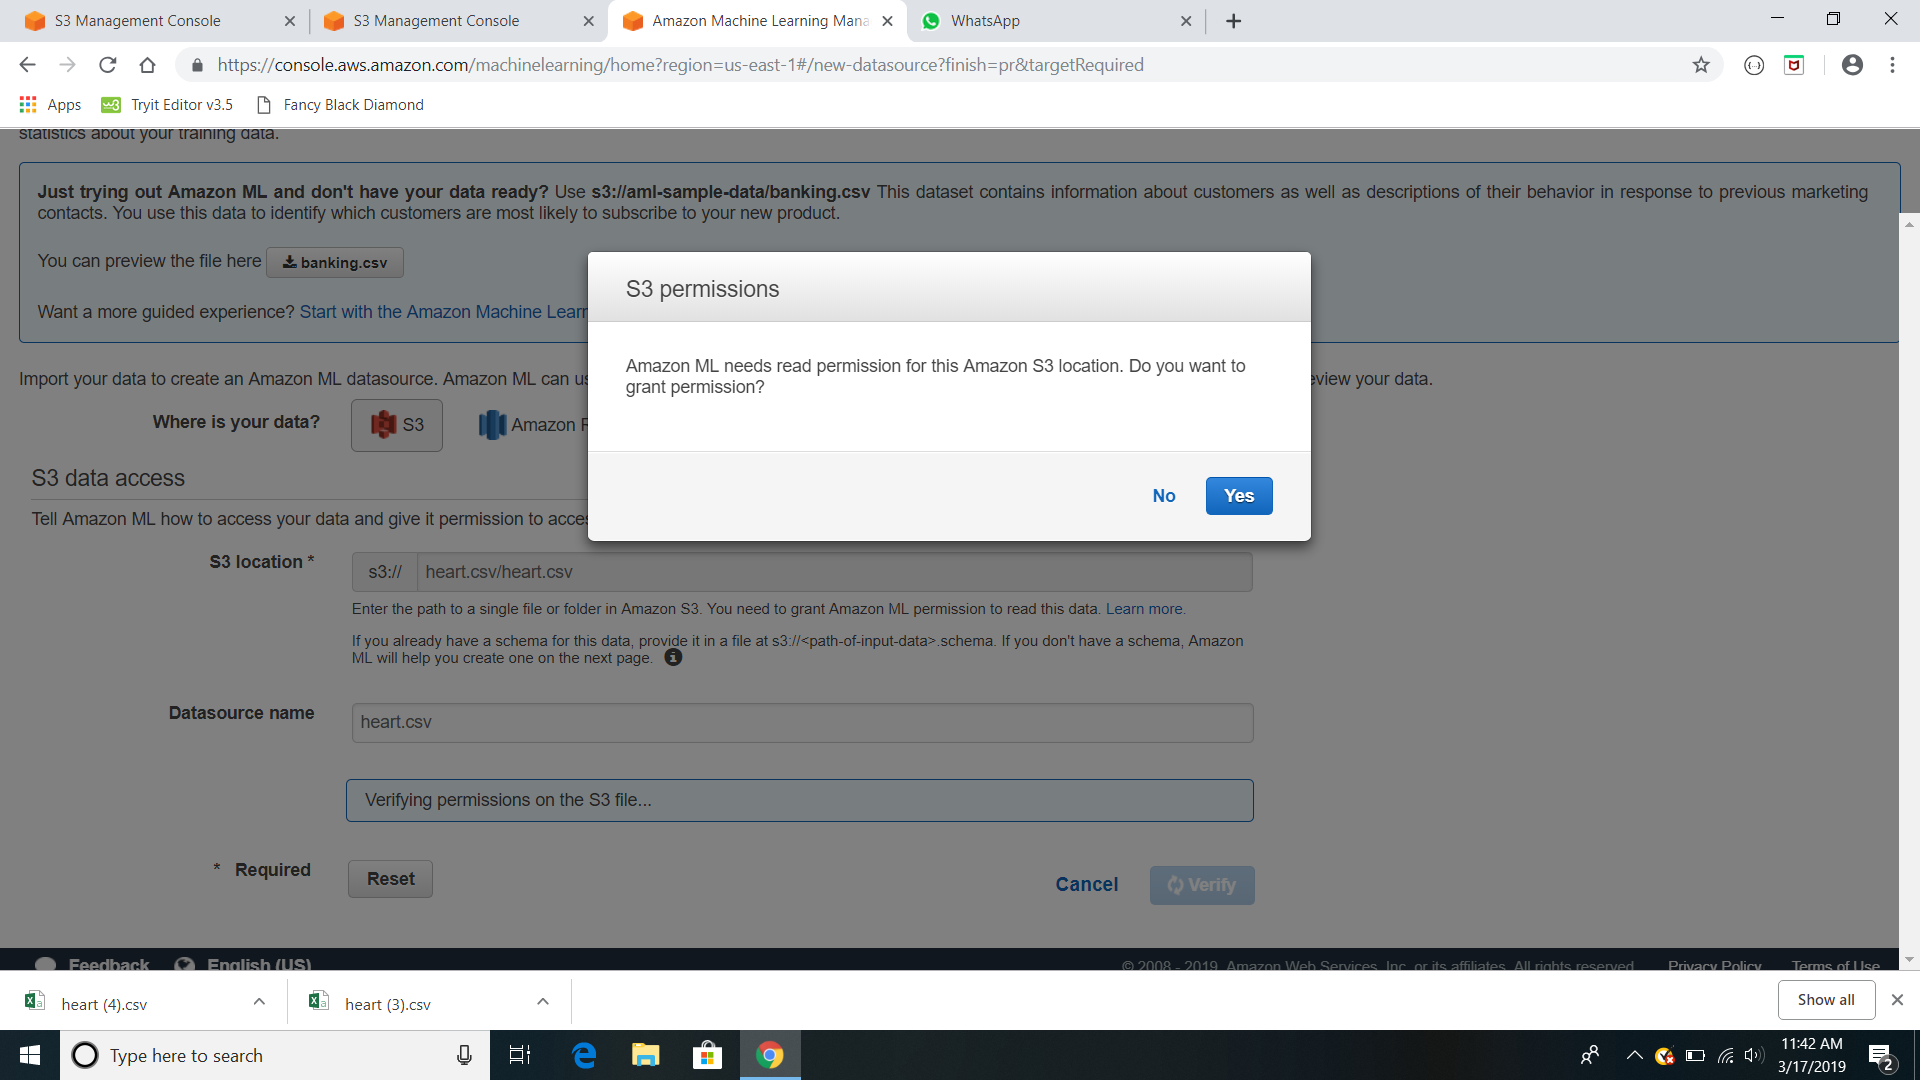 S3 Management Console
S3 Management Console
Amazon Machine Learning Mana
WhatsApp
https://console.aws.amazon.com/machinelearning/home?region=us-east-1#/new-datasource?finish=pr&targetRequired
Apps
Tryit Editor v3.5
Fancy Black Diamond
statistics about your training data.
Just trying out Amazon ML and don't have your data ready? Use s3://aml-sample-data/banking.csv This dataset contains information about customers as well as descriptions of their behavior in response to previous marketing
contacts. You use this data to identify which customers are most likely to subscribe to your new product.
You can preview the file here banking.csv
Want a more guided experience? Start with the Amazon Machine Learn
S3 permissions
Amazon ML needs read permission for this Amazon S3 location. Do you want to
grant permission?
No
Yes
Import your data to create an Amazon ML datasource. Amazon ML can us
eview your data.
Where is your data?
S3
Amazon R
S3 data access
Tell Amazon ML how to access your data and give it permission to acces
S3 location *
s3://
heart.csv/heart.csv
Enter the path to a single file or folder in Amazon S3. You need to grant Amazon ML permission to read this data. Learn more.
If you already have a schema for this data, provide it in a file at s3://<path-of-input-data>.schema. If you don't have a schema, Amazon
ML will help you create one on the next page.
Datasource name
heart.csv
Verifying permissions on the S3 file...
* Required
Reset
Cancel
Verify
Feedback
English (US)
© 2008 - 2019, Amazon Web Services, Inc. or its affiliates. All rights reserved.
Privacy Policy
Terms of Use
heart (4).csv
heart (3).csv
Show all
Type here to search
11:42 AM
3/17/2019
2